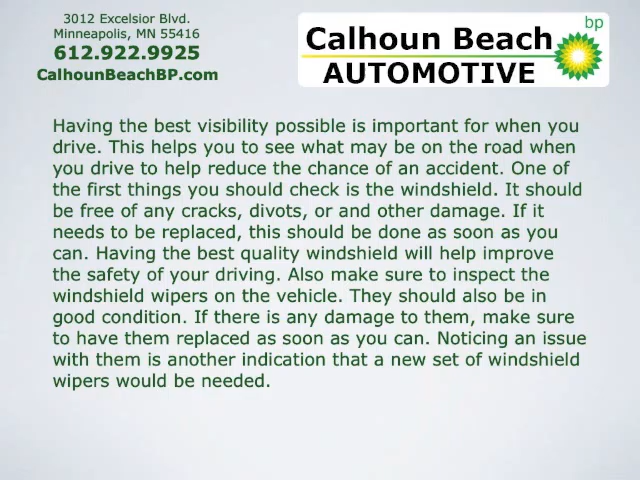 3012 Excelsior Blvd.
Minneapolis, MN 55416
612.922.9925
CalhounBeachBP.com
bp
Calhoun Beach
AUTOMOTIVE
Having the best visibility possible is important for when you
drive. This helps you to see what may be on the road when
you drive to help reduce the chance of an accident. One of
the first things you should check is the windshield. It should
be free of any cracks, divots, or and other damage. If it
needs to be replaced, this should be done as soon as you
can. Having the best quality windshield will help improve
the safety of your driving. Also make sure to inspect the
windshield wipers on the vehicle. They should also be in
good condition. If there is any damage to them, make sure
to have them replaced as soon as you can. Noticing an issue
with them is another indication that a new set of windshield
wipers would be needed.